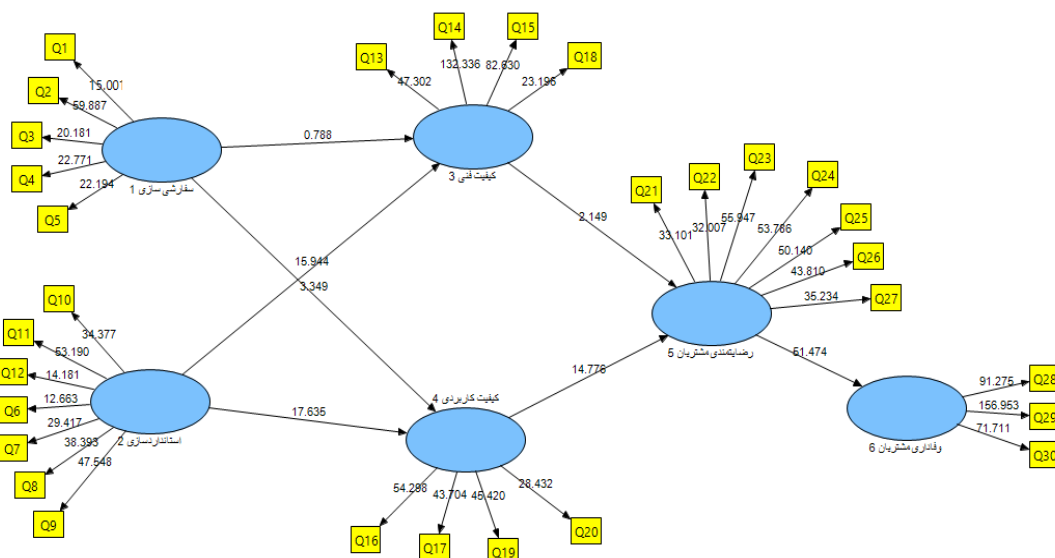 Q1
Q2
Q3
Q4
Q5
15.001
59.887
20.181
22.771
22.194
سفارشی سازی 1
Q13
Q14
Q15
Q18
47.302
132.336
82.630
23.196
کیفیت فنی 3
0.788
15.944
3.349
17.635
2.149
14.776
51.474
Q10
Q11
Q12
Q6
Q7
Q8
Q9
34.377
53.190
14.181
12.663
29.417
38.393
47.548
استانداردسازی 2
کیفیت کاربردی 4
54.298
43.704
45.420
28.432
Q16
Q17
Q19
Q20
Q21
Q22
Q23
Q24
Q25
Q26
Q27
33.101
32.007
55.947
53.786
50.140
43.810
35.234
رضایتمندی مشتریان 5
وفاداری مشتریان 6
91.275
156.953
71.711
Q28
Q29
Q30